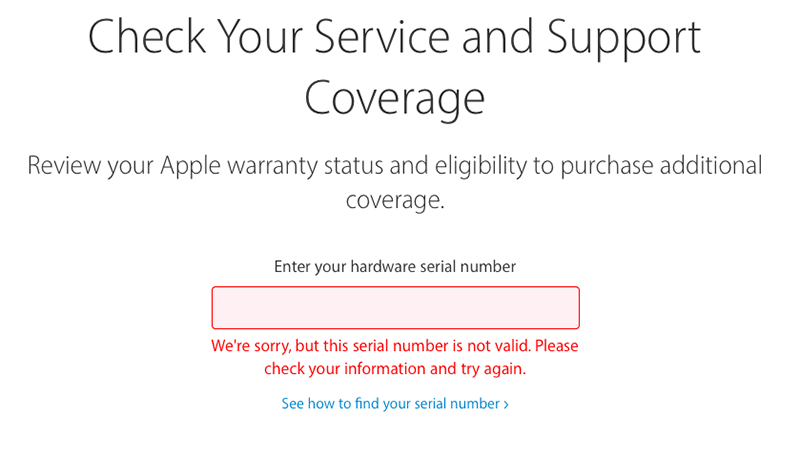 Check Your Service and Support
Coverage
Review your Apple warranty status and eligibility to purchase additional
coverage.
Enter your hardware serial number
We're sorry, but this serial number is not valid. Please
check your information and try again.
See how to find your serial number ›